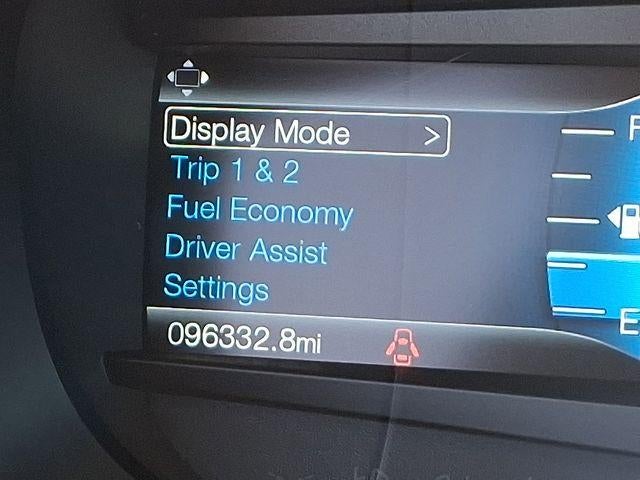 Display Mode >
Trip 1 & 2
Fuel Economy
Driver Assist
Settings
096332.8mi
F
E